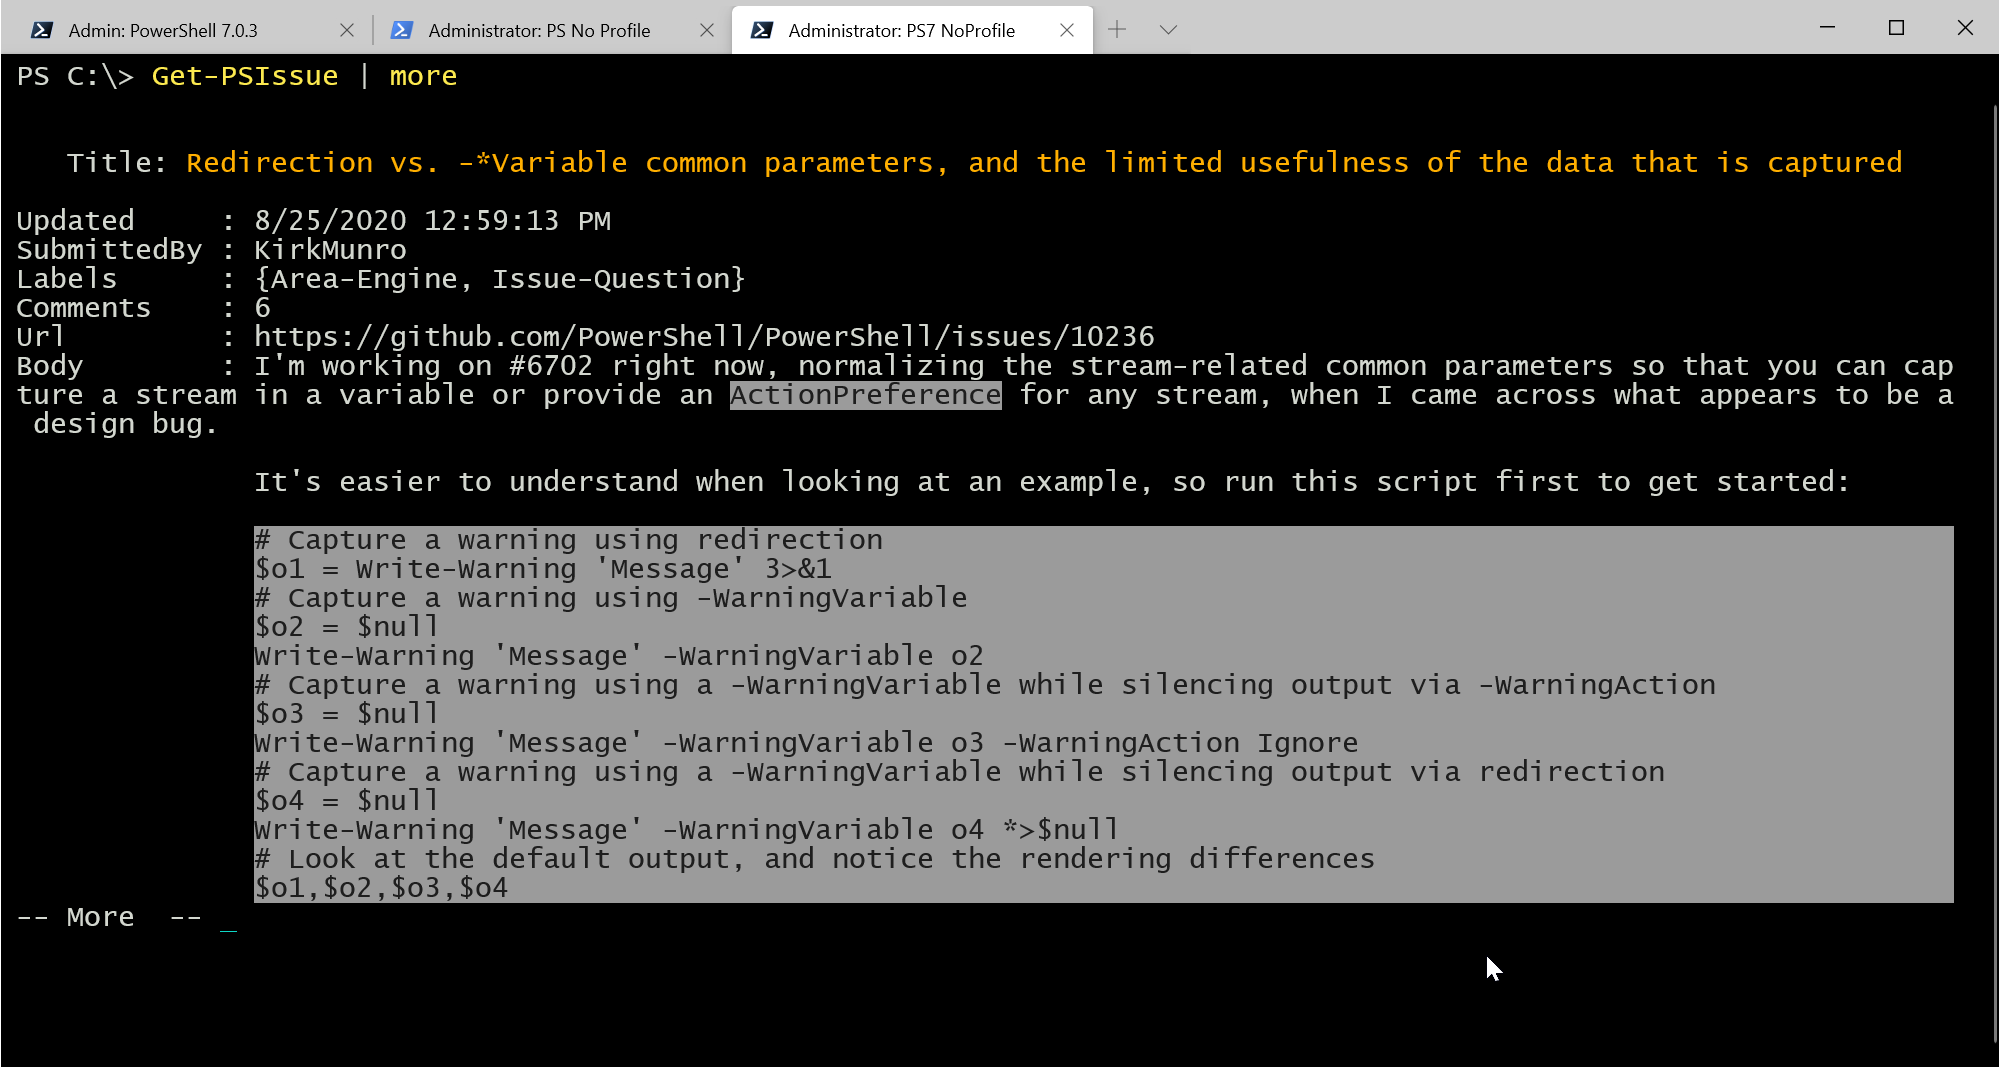 Admin: PowerShell 7.0.3
Administrator: PS No Profile
Administrator: PS7 NoProfile
PS C:\> Get-PSIssue | more
Title: Redirection vs. -*Variable common parameters, and the limited usefulness of the data that is captured
Updated     : 8/25/2020 12:59:13 PM
SubmittedBy : KirkMunro
Labels      : {Area-Engine, Issue-Question}
Comments    : 6
Url         : https://github.com/PowerShell/PowerShell/issues/10236
Body        : I'm working on #6702 right now, normalizing the stream-related common parameters so that you can cap
ture a stream in a variable or provide an ActionPreference for any stream, when I came across what appears to be a
 design bug.
It's easier to understand when looking at an example, so run this script first to get started:
# Capture a warning using redirection
$o1 = Write-Warning 'Message' 3>&1
# Capture a warning using -WarningVariable
$o2 = $null
Write-Warning 'Message' -WarningVariable o2
# Capture a warning using a -WarningVariable while silencing output via -WarningAction
$o3 = $null
Write-Warning 'Message' -WarningVariable o3 -WarningAction Ignore
# Capture a warning using a -WarningVariable while silencing output via redirection
$o4 = $null
Write-Warning 'Message' -WarningVariable o4 *>$null
# Look at the default output, and notice the rendering differences
$o1,$o2,$o3,$o4
-- More  -- _